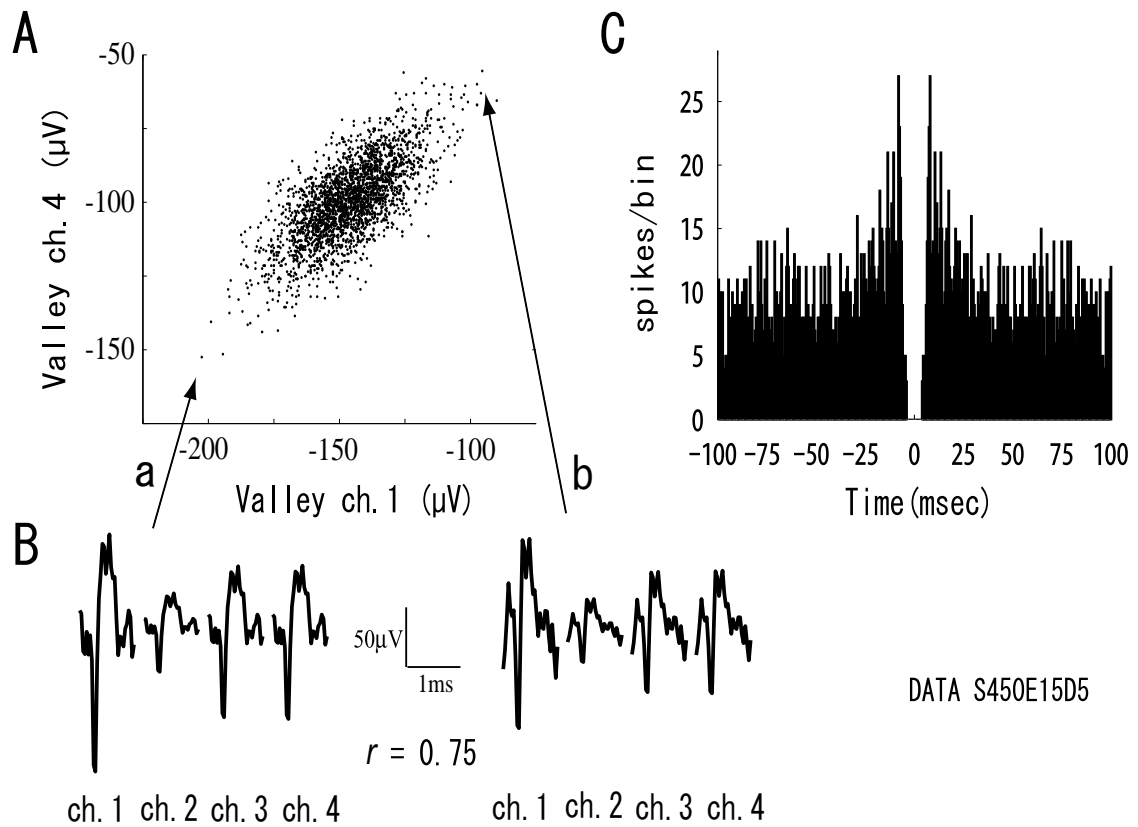 A
-50
-100
-150
Valley ch.4 (μV)
-200
-150
-100
Valley ch.1 (μV)
a
b
C
25
20
15
10
5
0
spikes/bin
−100 −75 −50 −25 0 25 50 75 100
Time(msec)
B
50μV
1ms
r = 0.75
ch.1 ch.2 ch.3 ch.4
ch.1 ch.2 ch.3 ch.4
DATA S450E15D5